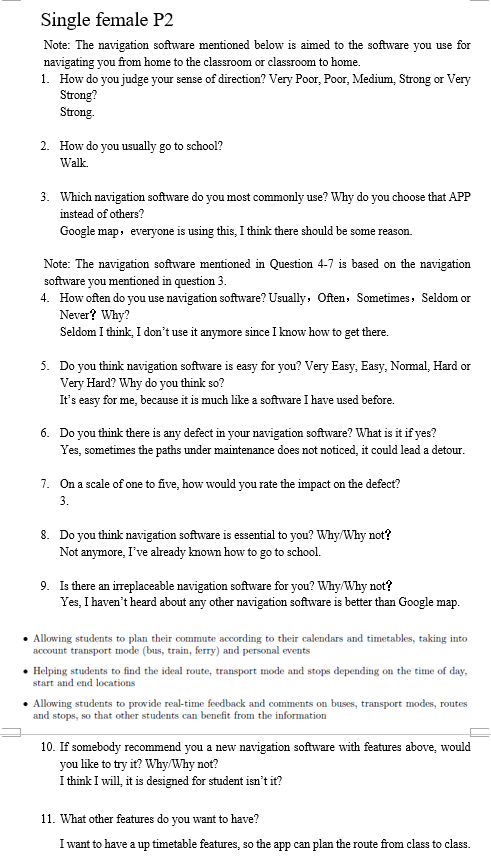 Single female P2
Note: The navigation software mentioned below is aimed to the software you use for
navigating you from home to the classroom or classroom to home.
1. How do you judge your sense of direction? Very Poor, Poor, Medium, Strong or Very
Strong?
Strong.
2. How do you usually go to school?
Walk.
3. Which navigation software do you most commonly use? Why do you choose that APP
instead of others?
Google map，everyone is using this, I think there should be some reason.
Note: The navigation software mentioned in Question 4-7 is based on the navigation
software you mentioned in question 3.
4. How often do you use navigation software? Usually，Often，Sometimes，Seldom or
Never？Why?
Seldom I think, I don’t use it anymore since I know how to get there.
5. Do you think navigation software is easy for you? Very Easy, Easy, Normal, Hard or
Very Hard? Why do you think so?
It’s easy for me, because it is much like a software I have used before.
6. Do you think there is any defect in your navigation software? What is it if yes?
Yes, sometimes the paths under maintenance does not noticed, it could lead a detour.
7. On a scale of one to five, how would you rate the impact on the defect?
3.
8. Do you think navigation software is essential to you? Why/Why not？
Not anymore, I’ve already known how to go to school.
9. Is there an irreplaceable navigation software for you? Why/Why not？
Yes, I haven’t heard about any other navigation software is better than Google map.
• Allowing students to plan their commute according to their calendars and timetables, taking into
account transport mode (bus, train, ferry) and personal events
• Helping students to find the ideal route, transport mode and stops depending on the time of day,
start and end locations
• Allowing students to provide real-time feedback and comments on buses, transport modes, routes
and stops, so that other students can benefit from the information
10. If somebody recommend you a new navigation software with features above, would
you like to try it? Why/Why not?
I think I will, it is designed for student isn’t it?
11. What other features do you want to have?
I want to have a up timetable features, so the app can plan the route from class to class.